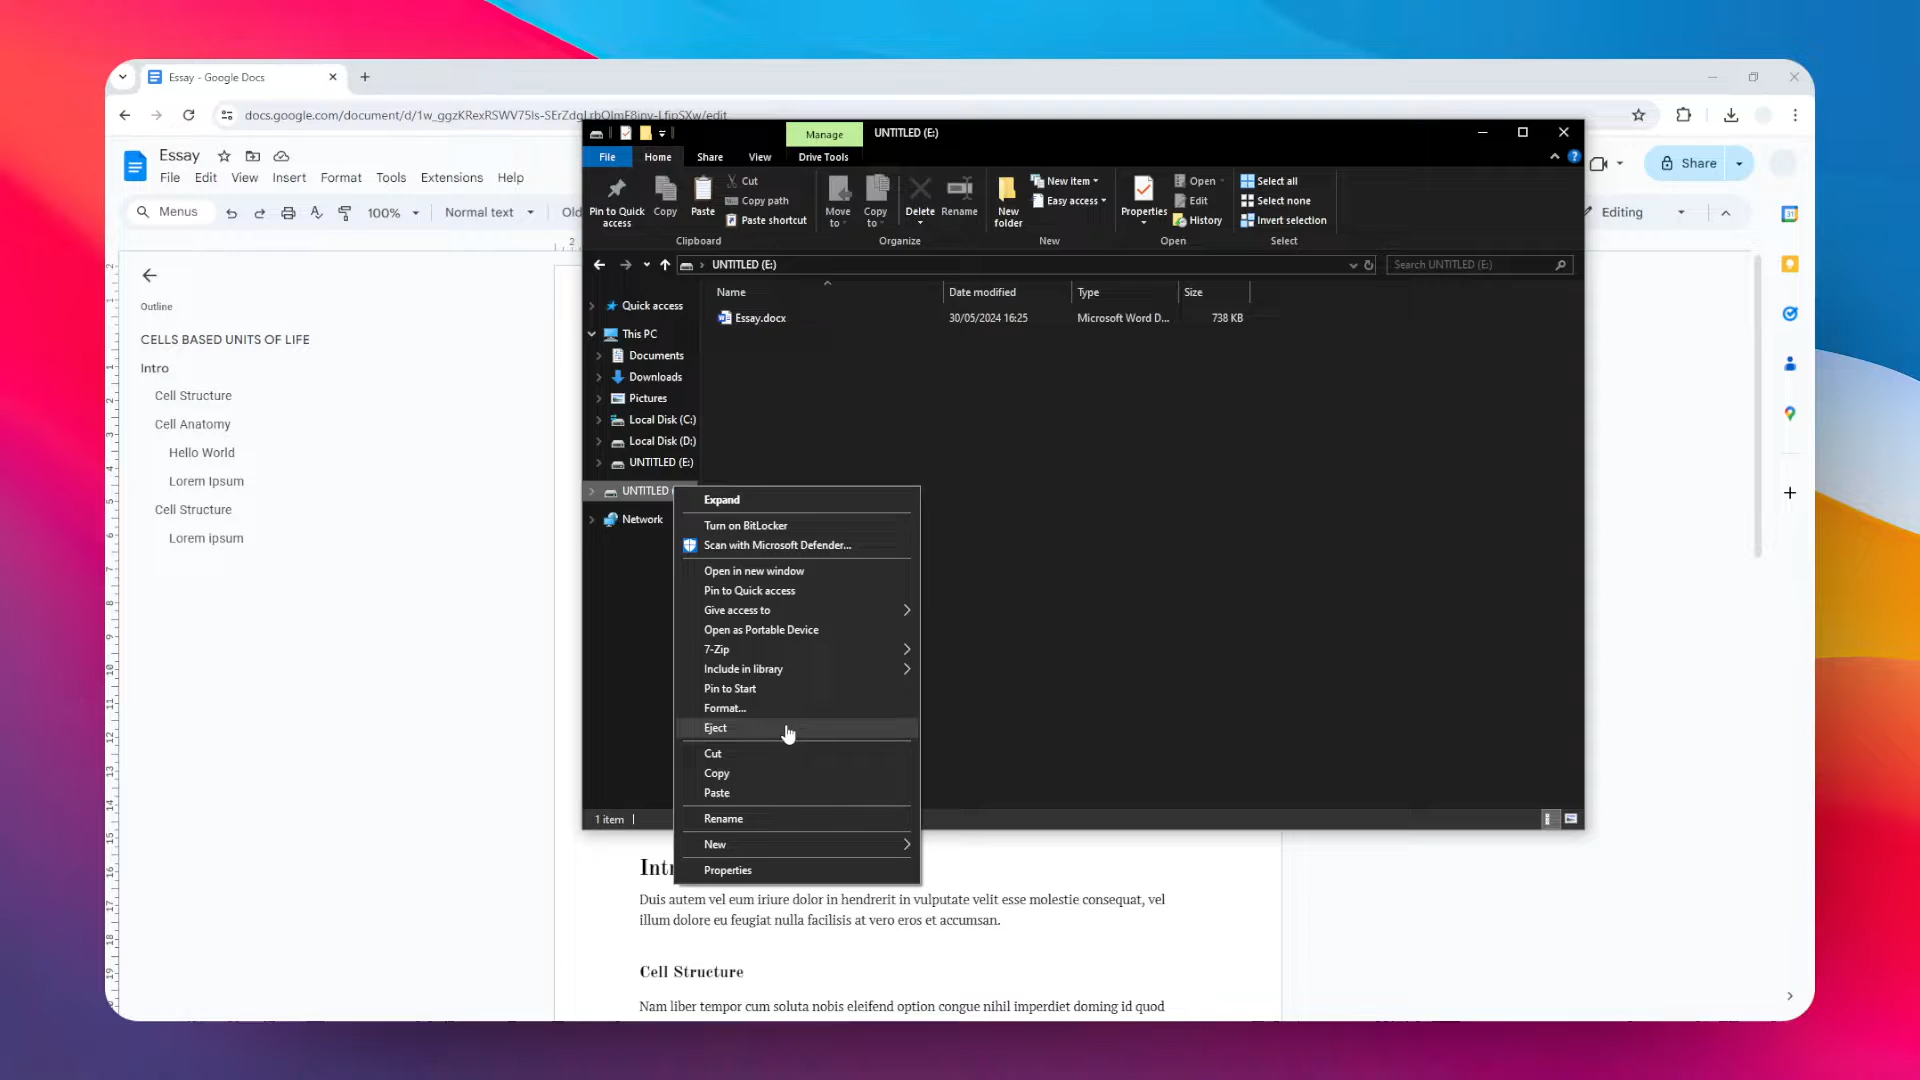 Essay - Google Docs
Essay
File Edit View Insert Format Tools Extensions Help
Menus
100%
Normal text
Share
Editing
31
2
Outline
CELLS BASED UNITS OF LIFE
Intro
Cell Structure
Cell Anatomy
Hello World
Lorem Ipsum
Cell Structure
Lorem ipsum
Manage
UNTITLED (E:)
File Home Share View Drive Tools
Pin to Quick access
Copy
Paste
Cut
Copy path
Paste shortcut
Clipboard
Move to
Copy to
Delete
Rename
Organize
New folder
New item
Easy access
New
Properties
Open
Edit
History
Open
Select all
Select none
Invert selection
Select
UNTITLED (E:)
Search UNTITLED (E:)
Name Date modified Type Size
Essay.docx 30/05/2024 16:25 Microsoft Word D... 738 KB
Quick access
This PC
Documents
Downloads
Pictures
Local Disk (C:)
Local Disk (D:)
UNTITLED (E:)
UNTITLED (
Network
1 item
Expand
Turn on BitLocker
Scan with Microsoft Defender...
Open in new window
Pin to Quick access
Give access to
Open as Portable Device
7-Zip
Include in library
Pin to Start
Format...
Eject
Cut
Copy
Paste
Rename
New
Properties
Duis autem vel eum iriure dolor in hendrerit in vulputate velit esse molestie consequat, vel
illum dolore eu feugiat nulla facilisis at vero eros et accumsan.
Cell Structure
Nam liber tempor cum soluta nobis eleifend option congue nihil imperdiet doming id quod